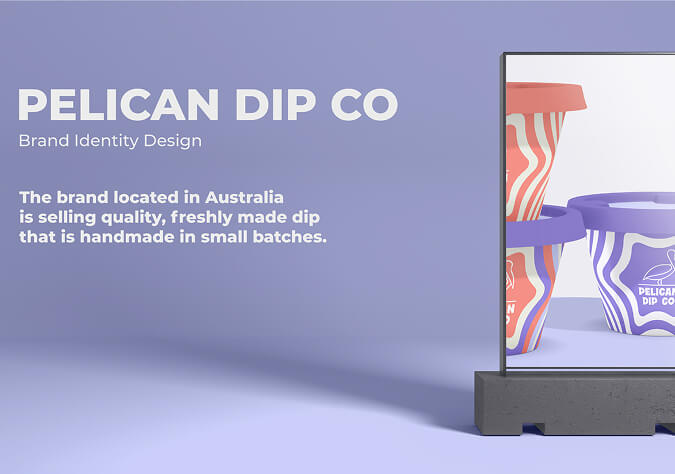 PELICAN DIP CO
Brand Identity Design
The brand located in Australia
is selling quality, freshly made dip
that is handmade in small batches.
PELICAN
DIP CO